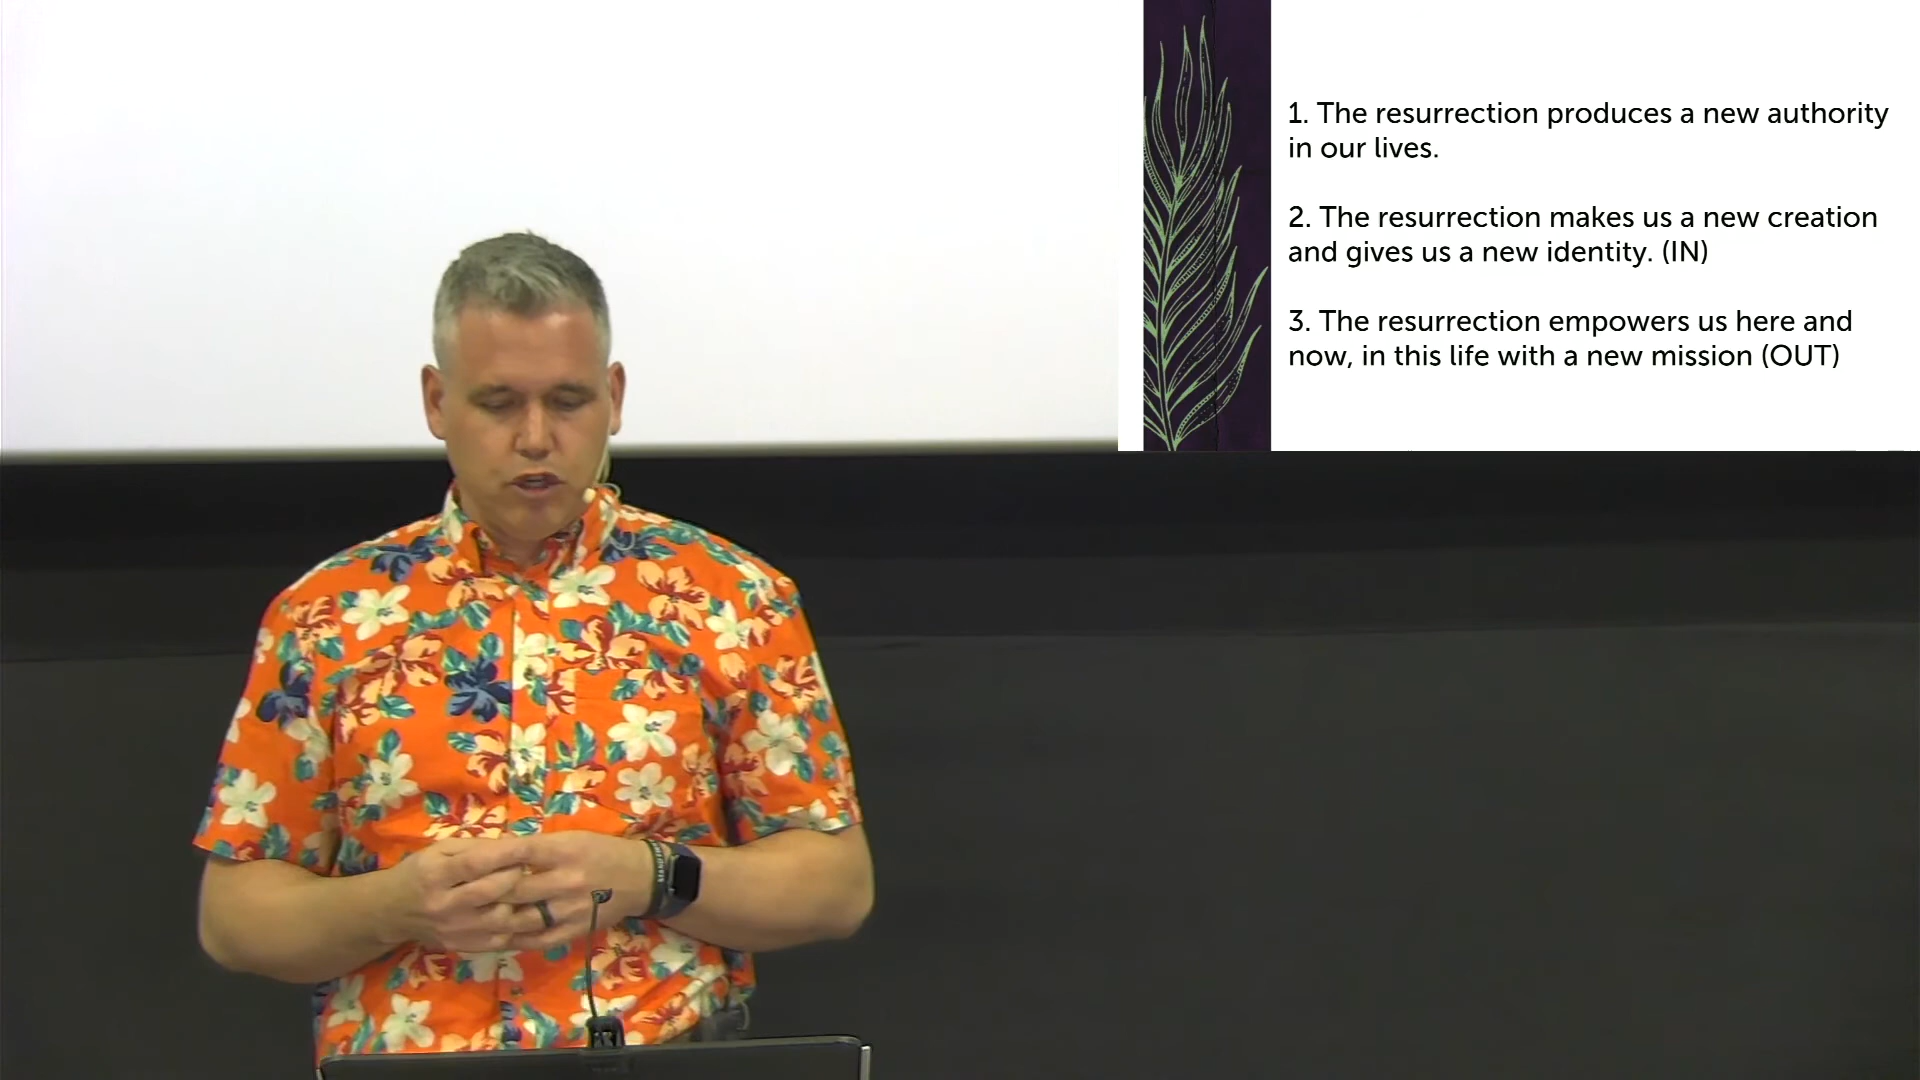 1. The resurrection produces a new authority
in our lives.
2. The resurrection makes us a new creation
and gives us a new identity. (IN)
3. The resurrection empowers us here and
now, in this life with a new mission (OUT)